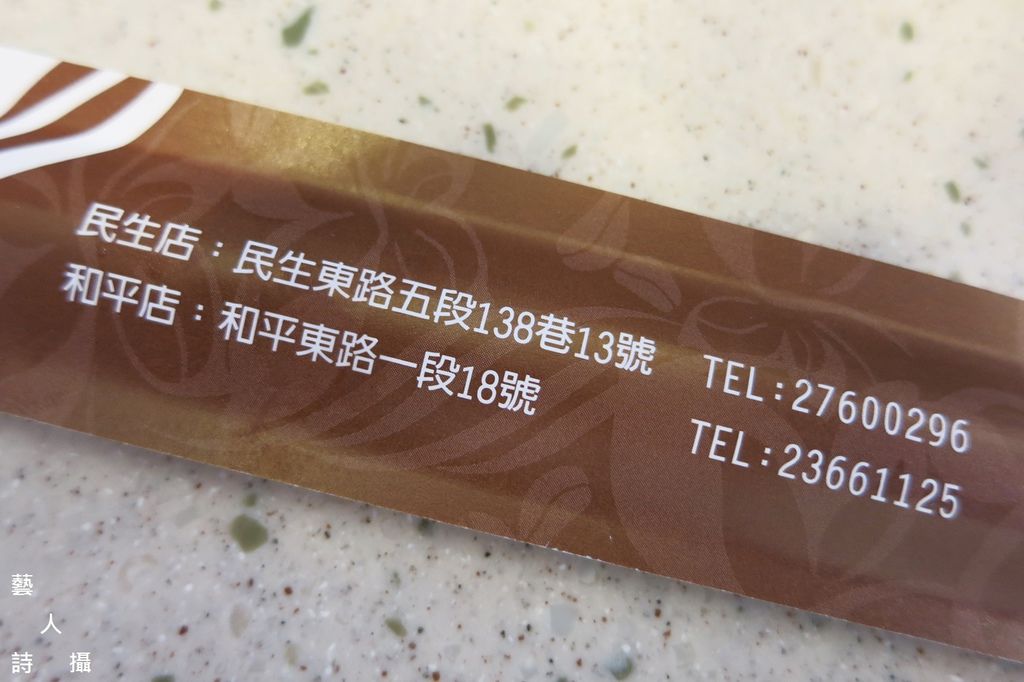 民生店：民生東路五段138巷13號 TEL:27600296
和平店：和平東路一段18號 TEL:23661125
藝
人
詩 攝